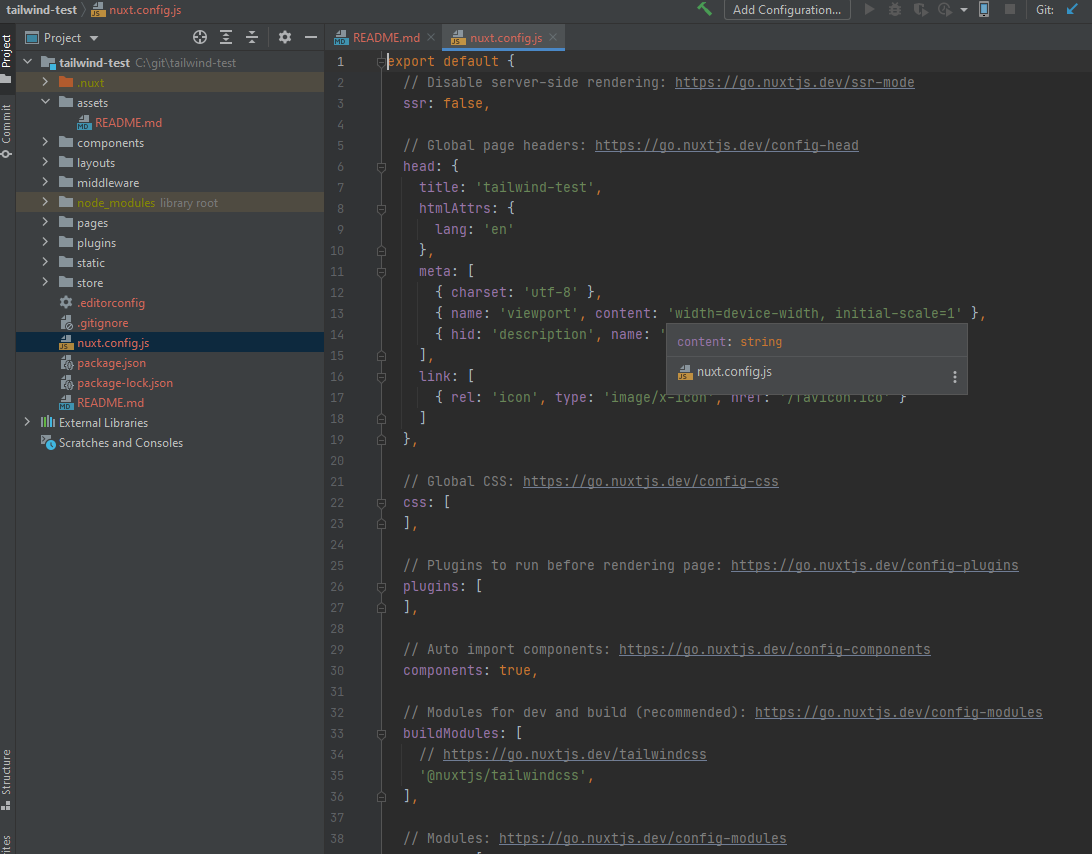 tailwind-test nuxt.config.js Add Configuration... Git:
Project
README.md nuxt.config.js
Project
Commit
Structure
tailwind-test C:\git\tailwind-test
.nuxt
assets
README.md
components
layouts
middleware
node_modules library root
pages
plugins
static
store
.editorconfig
.gitignore
nuxt.config.js
package.json
package-lock.json
README.md
External Libraries
Scratches and Consoles
1 export default {
2 // Disable server-side rendering: https://go.nuxtjs.dev/ssr-mode
3 ssr: false,
4
5 // Global page headers: https://go.nuxtjs.dev/config-head
6 head: {
7 title: 'tailwind-test',
8 htmlAttrs: {
9 lang: 'en'
10 },
11 meta: [
12 { charset: 'utf-8' },
13 { name: 'viewport', content: 'width=device-width, initial-scale=1' },
14 { hid: 'description', name: '
15 ],
16 link: [
17 { rel: 'icon', type: 'image/x-icon', href: '/favicon.ico' }
18 ]
19 },
20
21 // Global CSS: https://go.nuxtjs.dev/config-css
22 css: [
23 ],
24
25 // Plugins to run before rendering page: https://go.nuxtjs.dev/config-plugins
26 plugins: [
27 ],
28
29 // Auto import components: https://go.nuxtjs.dev/config-components
30 components: true,
31
32 // Modules for dev and build (recommended): https://go.nuxtjs.dev/config-modules
33 buildModules: [
34 // https://go.nuxtjs.dev/tailwindcss
35 '@nuxtjs/tailwindcss',
36 ],
37
38 // Modules: https://go.nuxtjs.dev/config-modules
content: string
nuxt.config.js